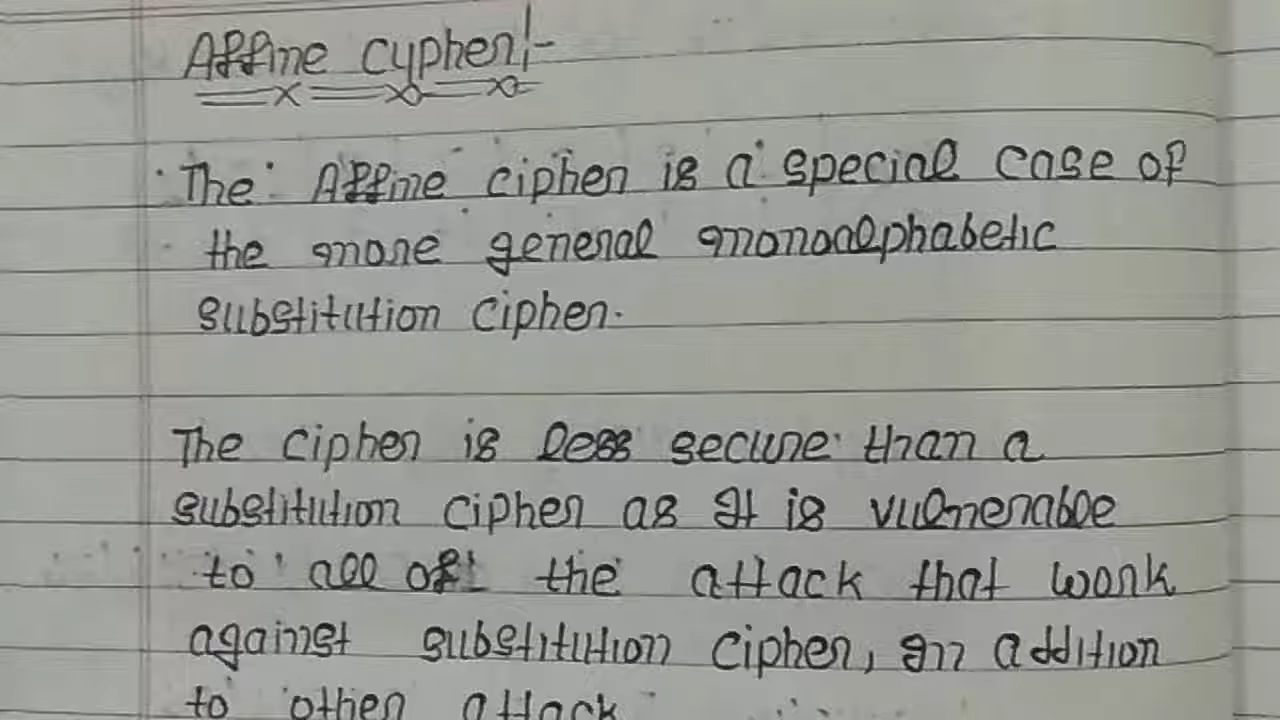 Affine Cypher!-
The Affine cipher is a special case of
the more general monoalphabetic
substitution cipher.
The cipher is less secure than a
substitution cipher as It is vulnerable
to all of the attack that work
against substitution cipher, In addition
to other attack